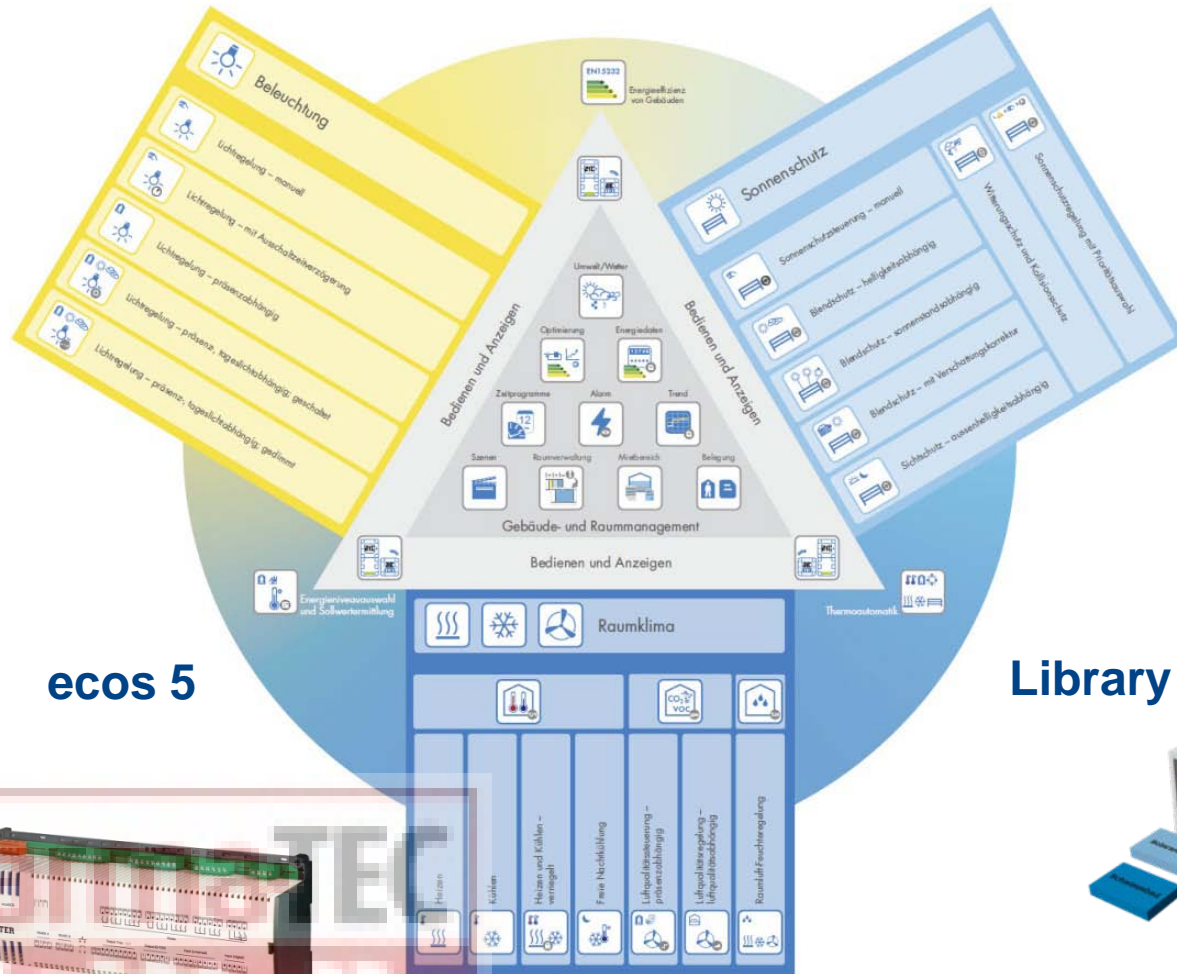 EN15232
Energieeffizienz
von Gebäuden
Beleuchtung
Lichtregelung – manuell
Lichtregelung – mit Ausschaltzeitverzögerung
Lichtregelung – präsenzabhängig
Lichtregelung – präsenz, tageslichtabhängig; geschaltet
Lichtregelung – präsenz-, tageslichtabhängig; gedimmt
Sonnenschutz
Sonnenschutzsteuerung – manuell
Blendschutz – helligkeitsabhängig
Blendschutz – sonnenstandsabhängig
Blendschutz – mit Verschattungskorrektur
Sichtschutz – aussenhelligkeitsabhängig
Witterungsschutz und Kollisionsschutz
Sonnenschutzregelung mit Prioritätsauswahl
Bedienen und Anzeigen
Bedienen und Anzeigen
Umwelt/Wetter
Optimierung
Energiedaten
Zeitprogramme
Alarm
Trend
12
Szenen
Raumverwaltung
Mietbereich
Belegung
Gebäude- und Raummanagement
Bedienen und Anzeigen
Energieniveauauswahl
und Sollwertermittlung
Thermoautomatik
Raumklima
CO₂
VOC
Heizen
Kühlen
Heizen und Kühlen –
verriegelt
Freie Nachtkühlung
Luftqualitätssteuerung –
präsenzabhängig
Luftqualitätsregelung –
luftqualitätsabhängig
Raumluft-Feuchteregelung
ecos 5
Library
TEC